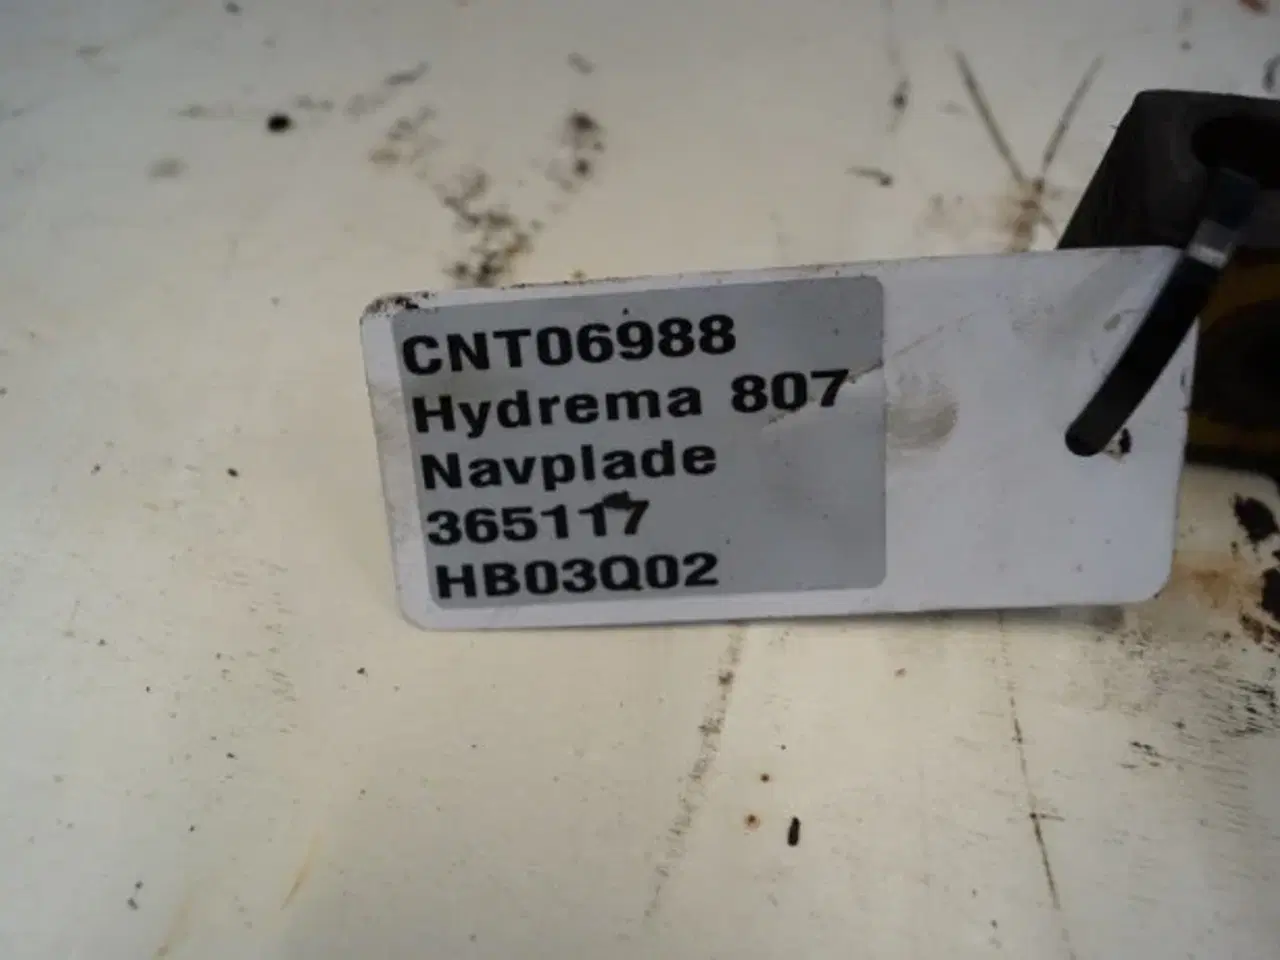 CNT06988
Hydrema 807
Navplade
365117
HB03Q02